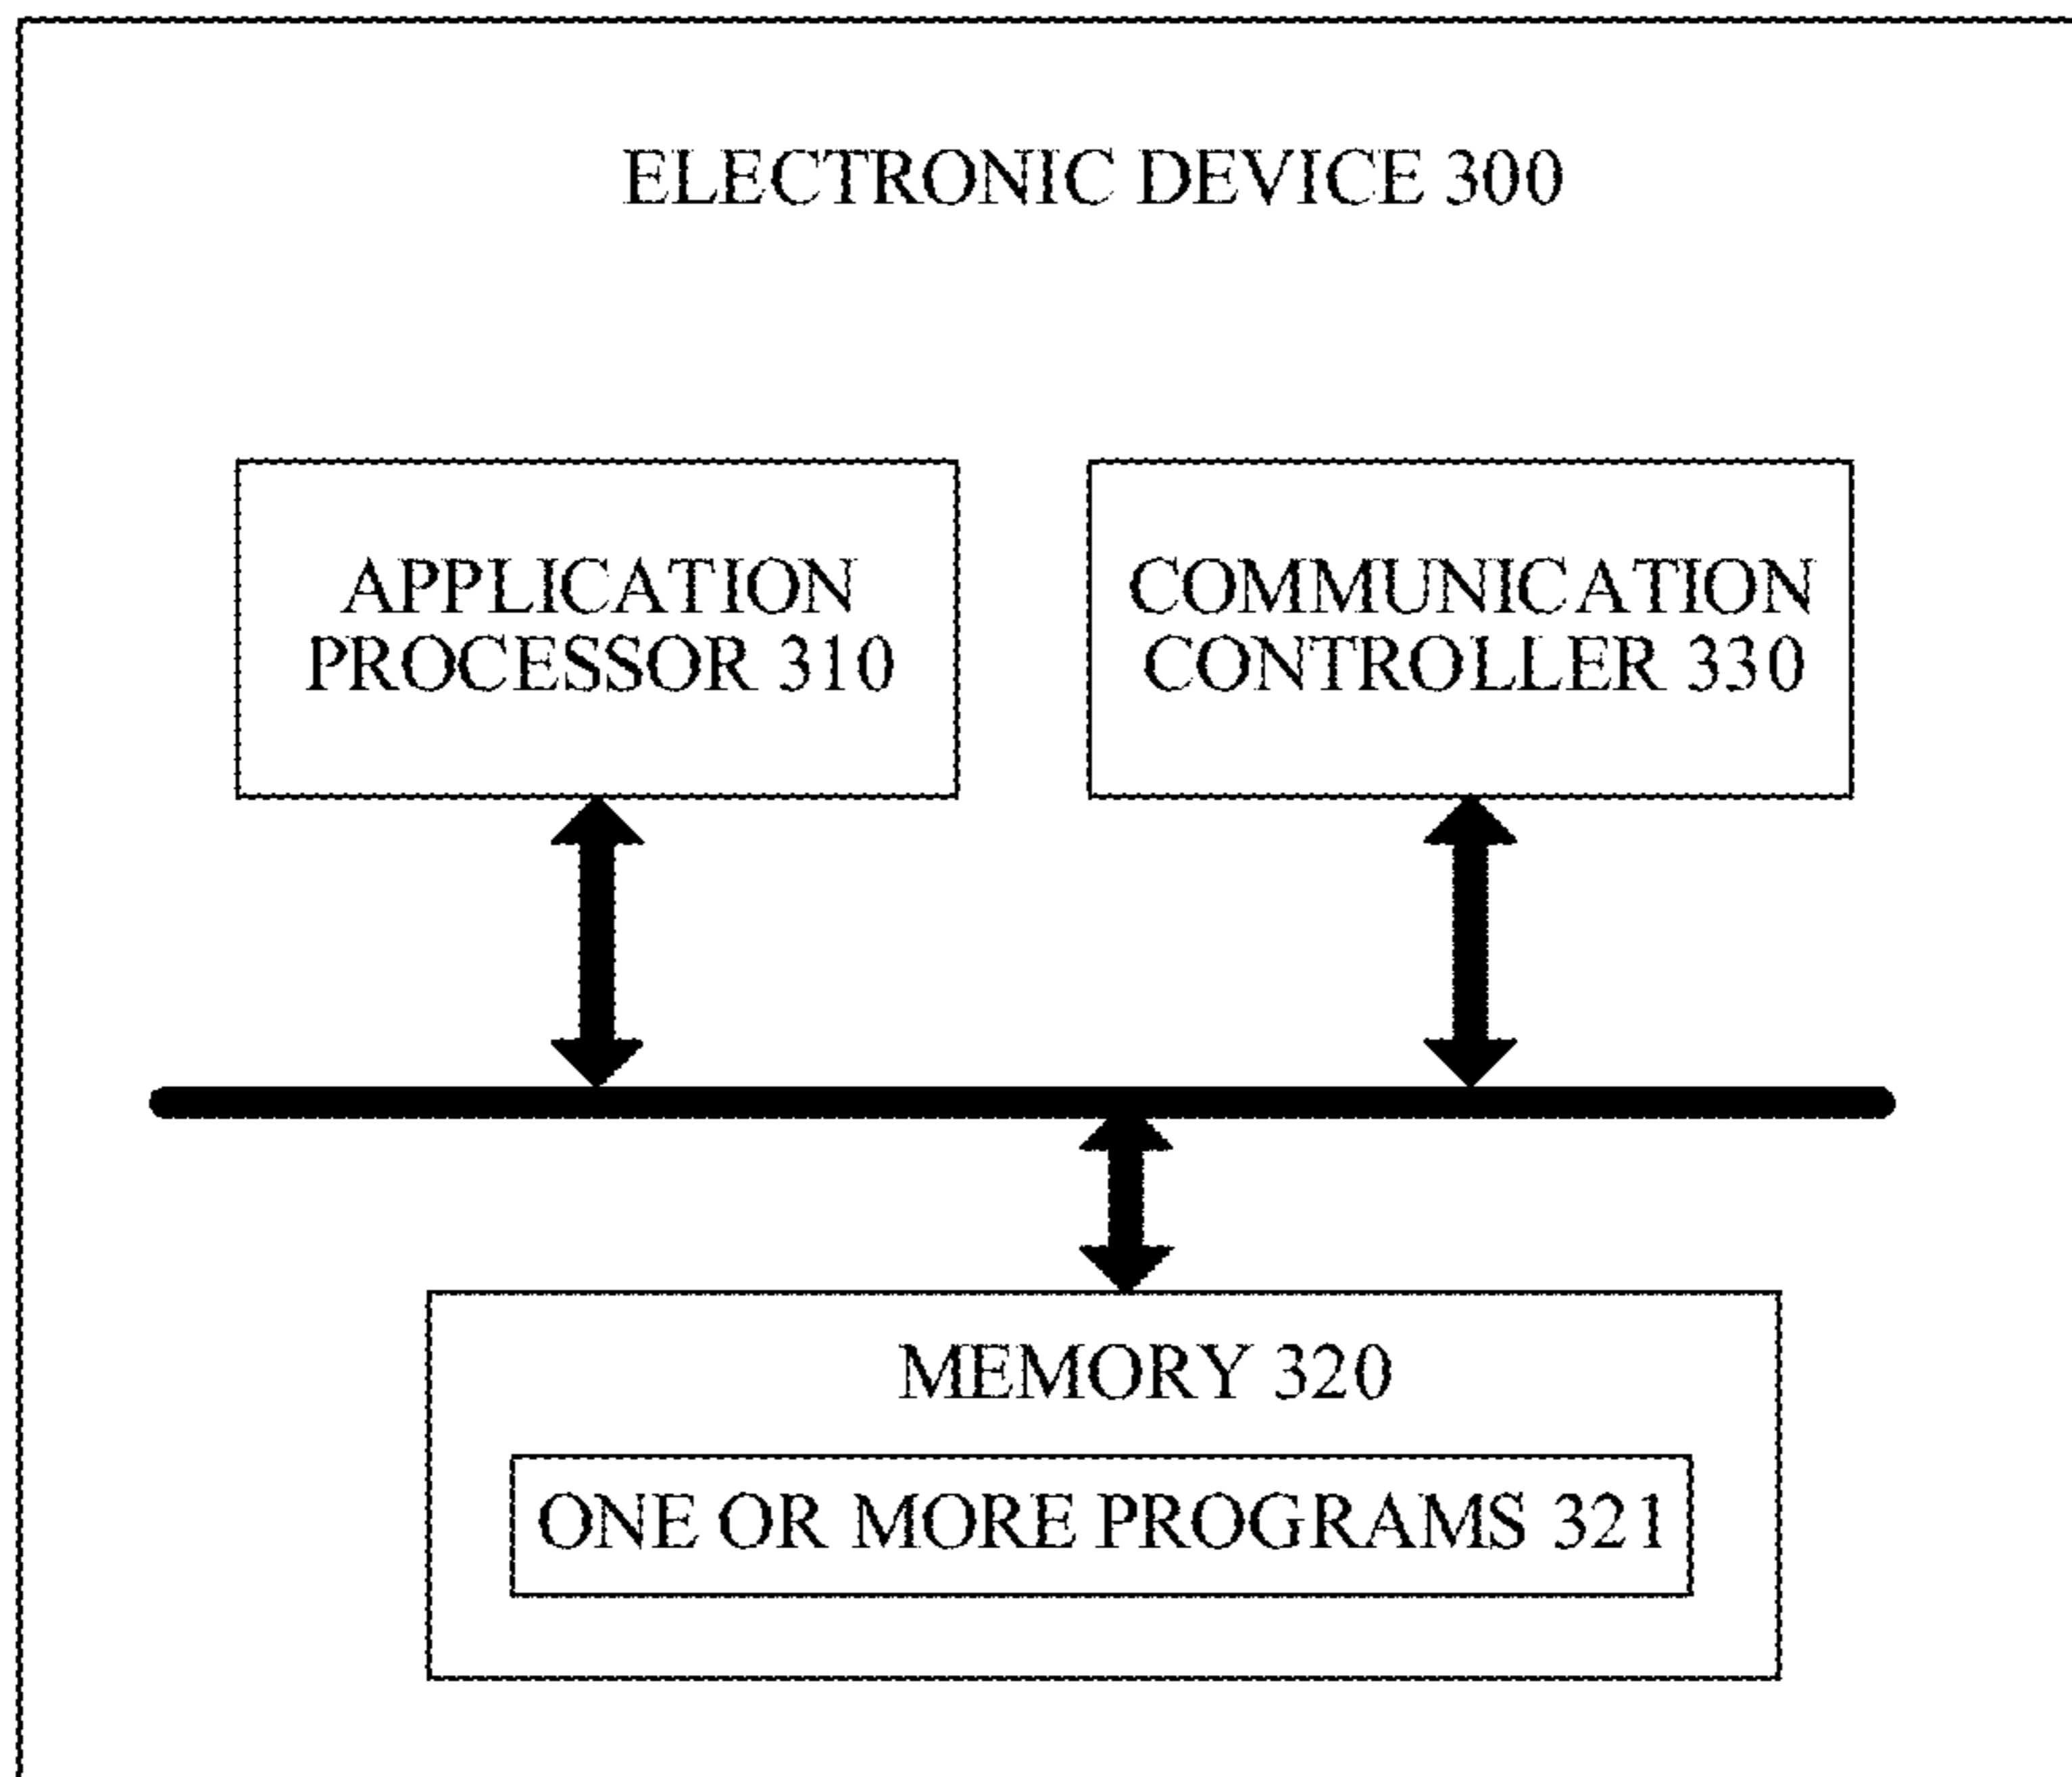 ELECTRONIC DEVICE 300
APPLICATION
PROCESSOR 310
COMMUNICATION
CONTROLLER 330
MEMORY 320
ONE OR MORE PROGRAMS 321